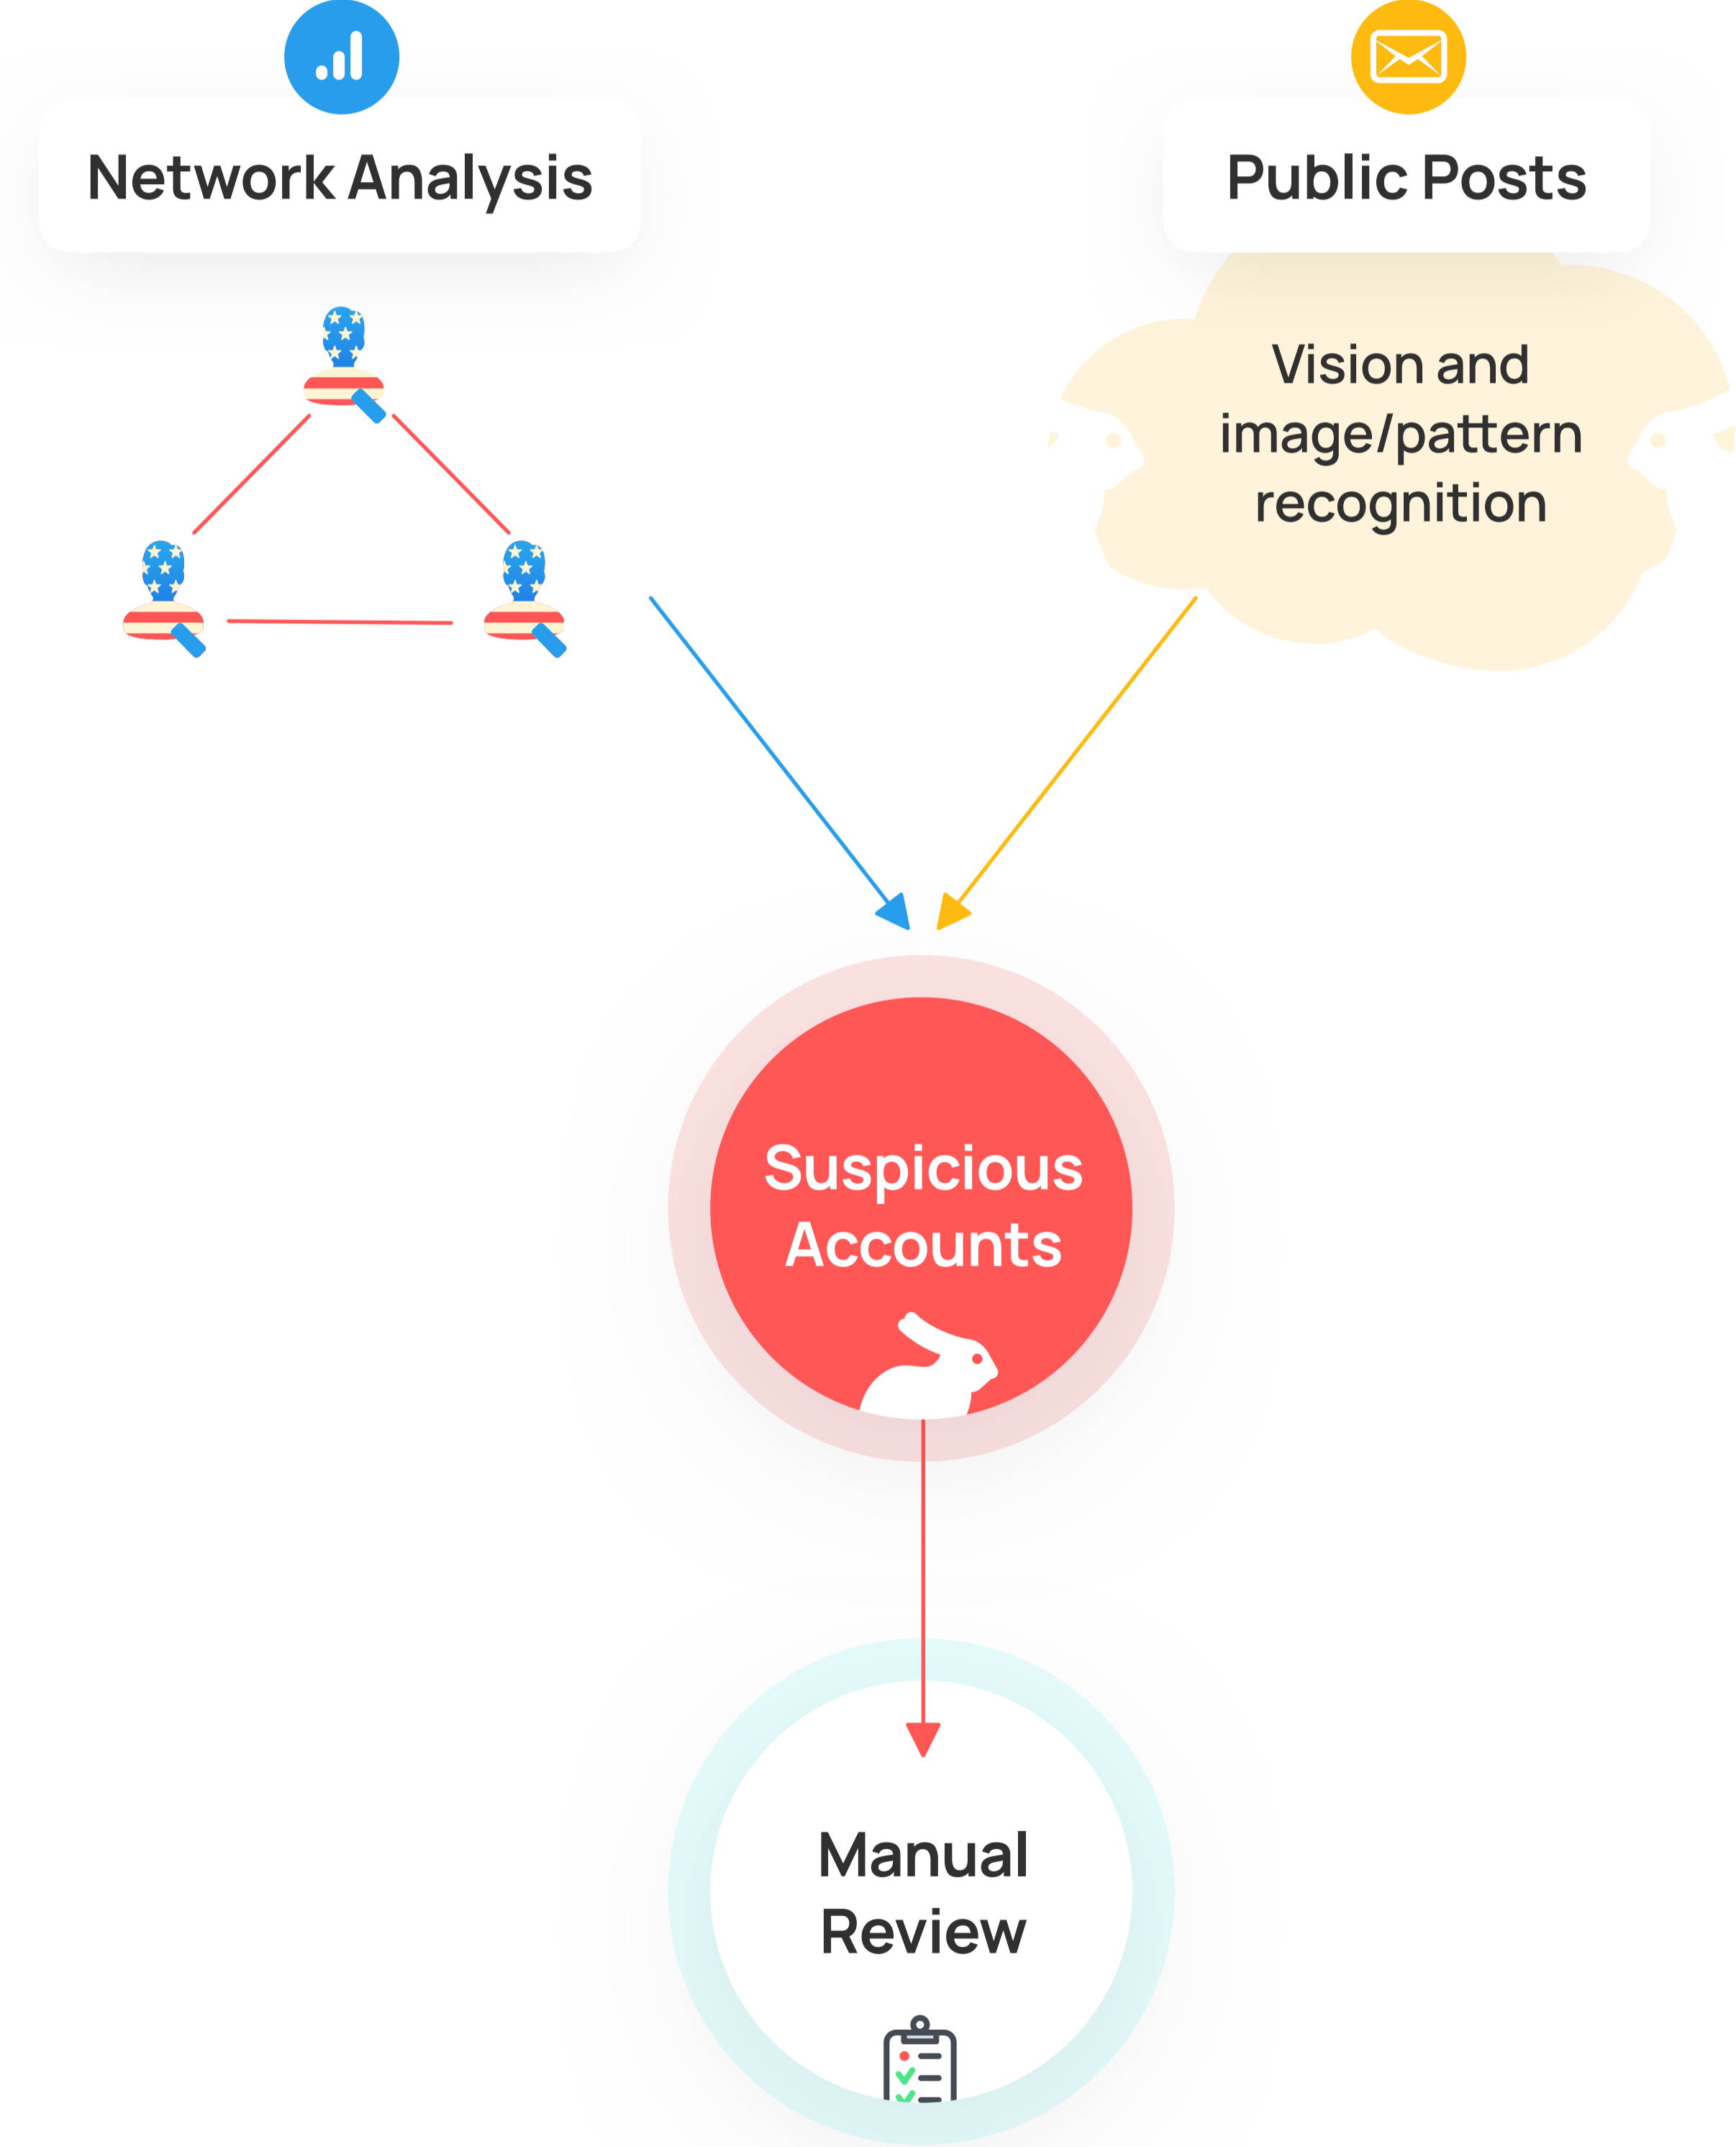 Network Analysis
Public Posts
Vision and
image/pattern
recognition
Suspicious
Accounts
Manual
Review